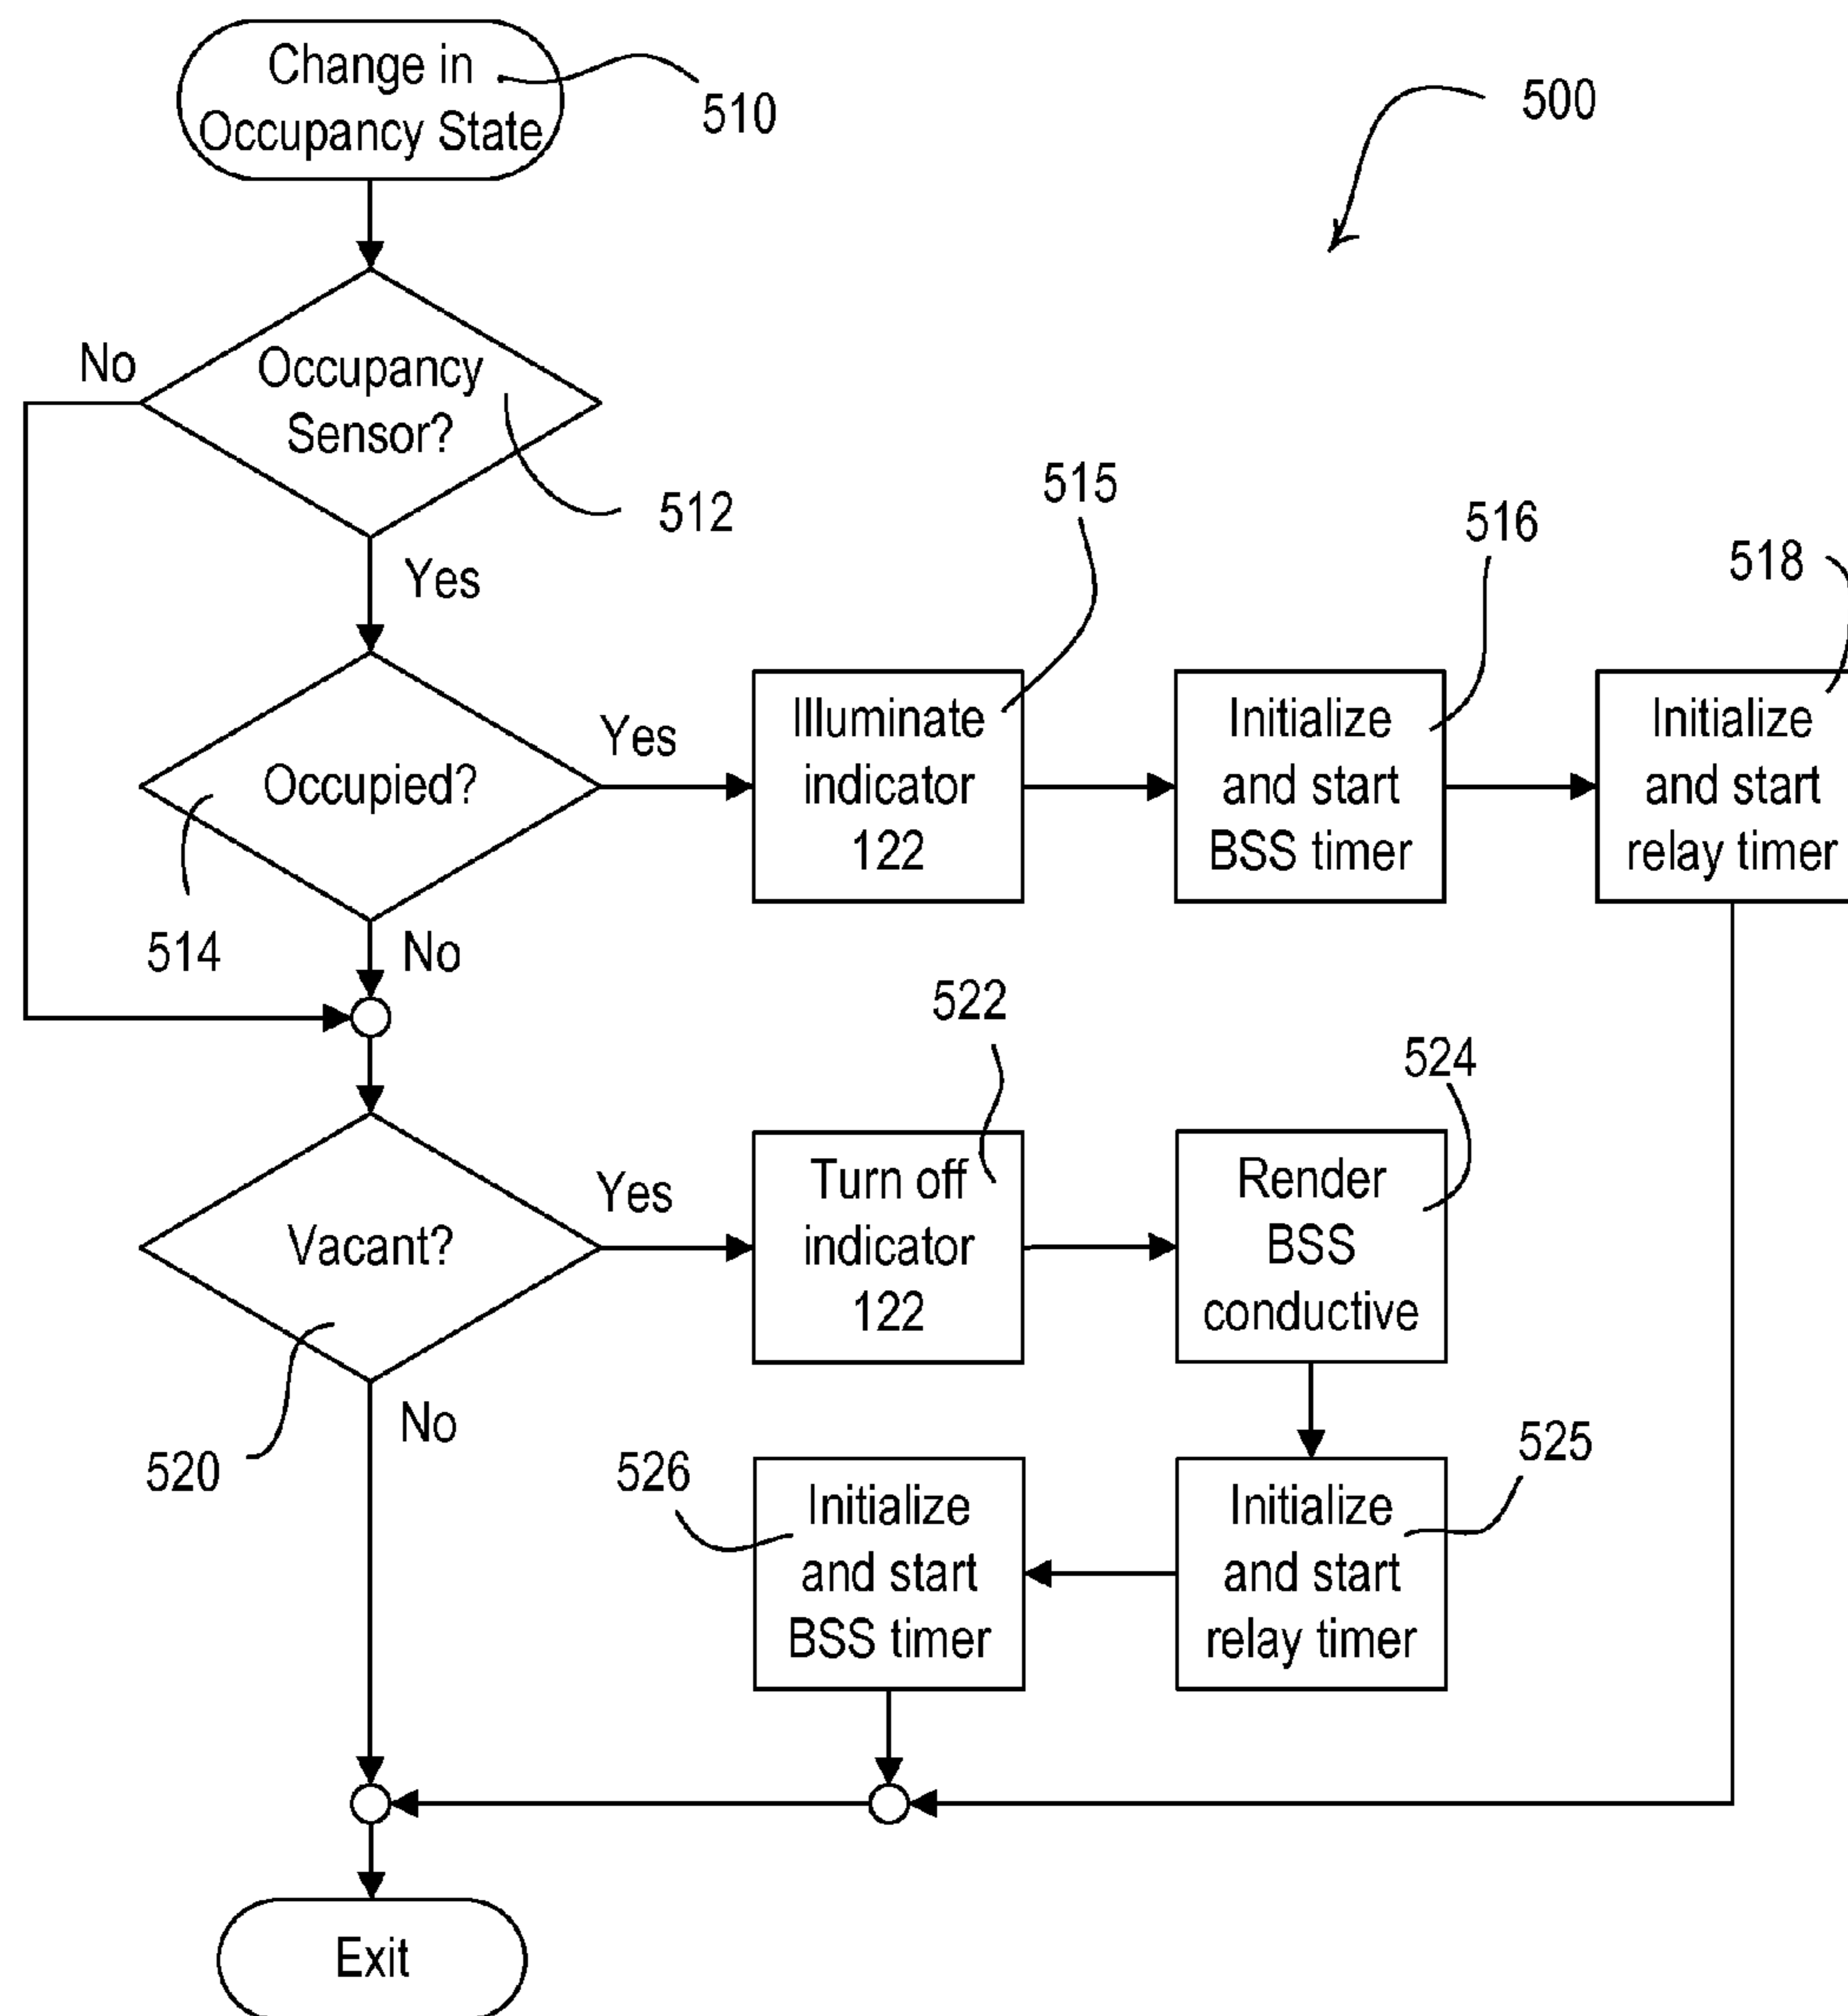 Change in
Occupancy State
510
500
No
Occupancy
Sensor?
512
Yes
515
516
518
Occupied?
Yes
Illuminate
indicator
122
Initialize
and start
BSS timer
Initialize
and start
relay timer
514
No
522
524
Vacant?
Yes
Turn off
indicator
122
Render
BSS
conductive
520
No
526
525
Initialize
and start
BSS timer
Initialize
and start
relay timer
Exit